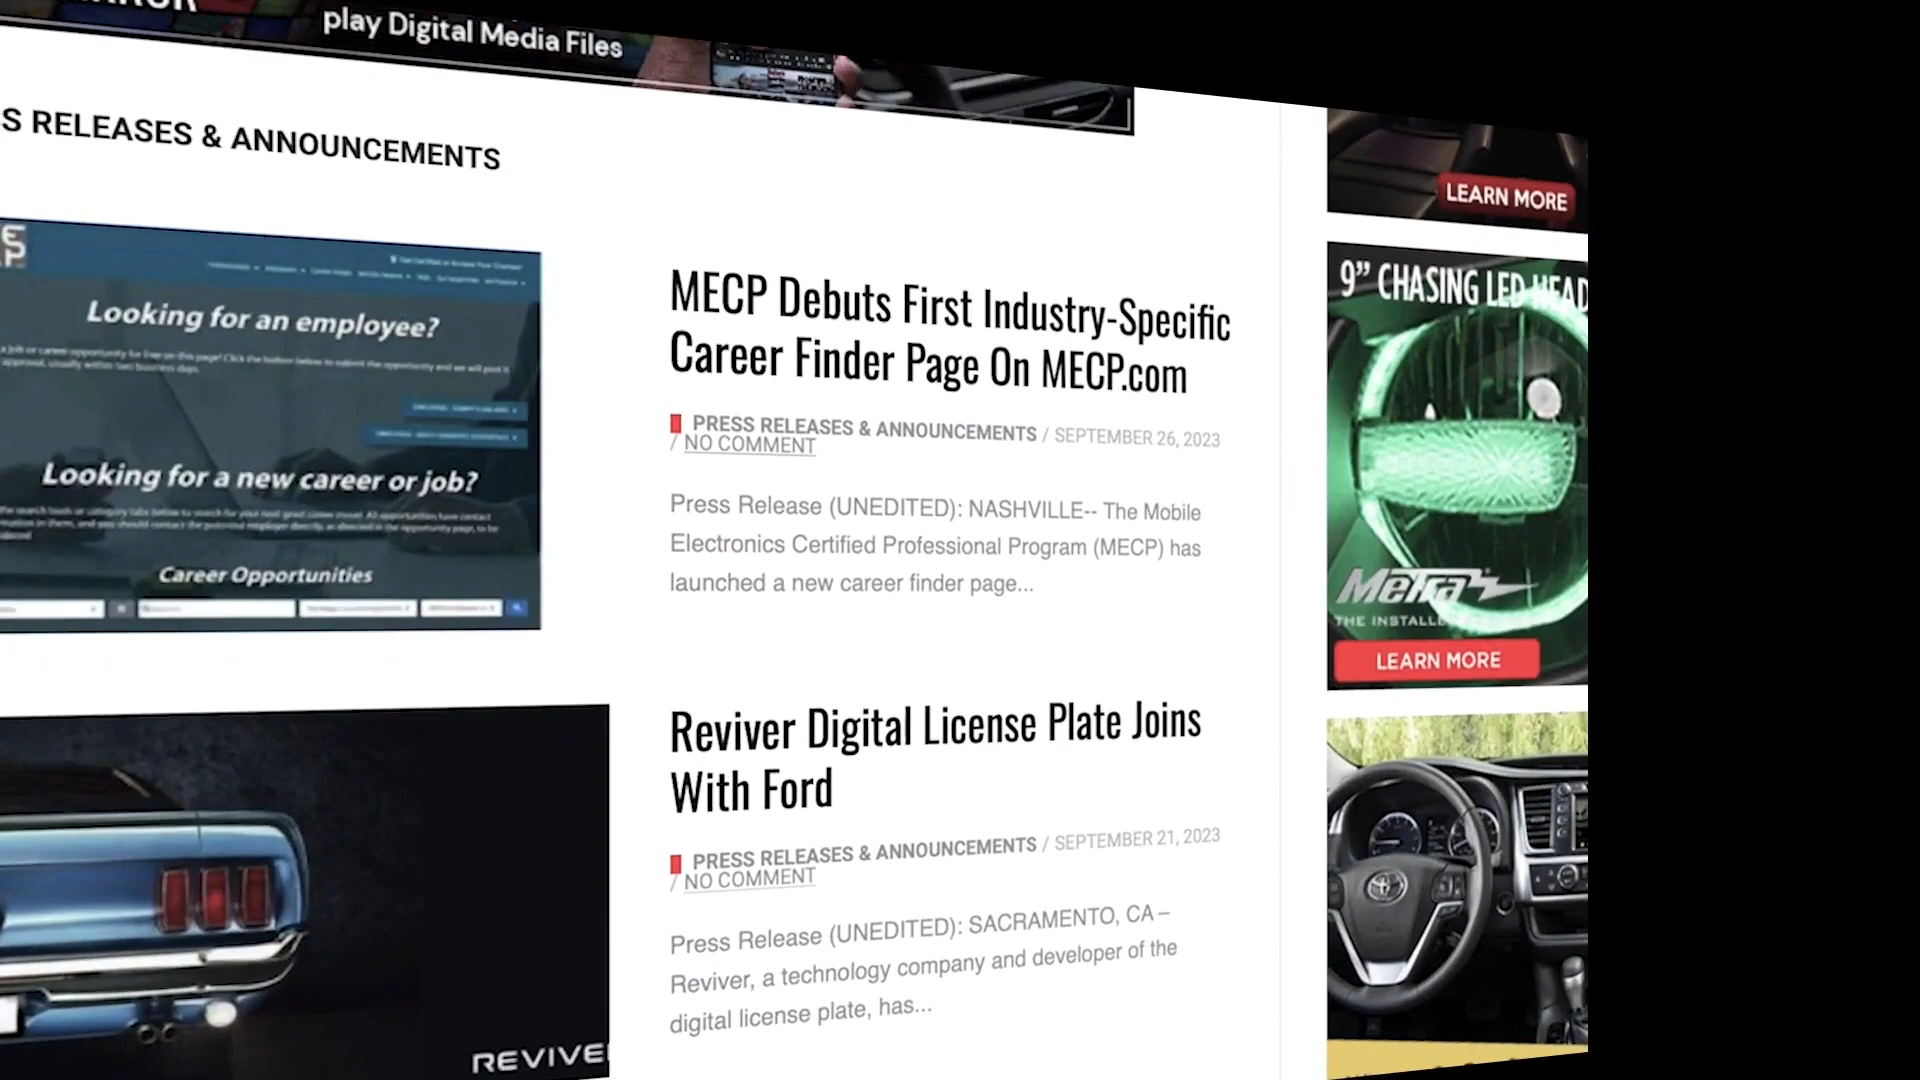 play Digital Media Files
S RELEASES & ANNOUNCEMENTS
LEARN MORE
Looking for an employee?
Looking for a new career or job?
Career Opportunities
MECP Debuts First Industry-Specific
Career Finder Page On MECP.com
PRESS RELEASES & ANNOUNCEMENTS / SEPTEMBER 26, 2023
/ NO COMMENT
Press Release (UNEDITED): NASHVILLE-- The Mobile
Electronics Certified Professional Program (MECP) has
launched a new career finder page...
9” CHASING LED HEAD
Metra
THE INSTALLE
LEARN MORE
Reviver Digital License Plate Joins
With Ford
PRESS RELEASES & ANNOUNCEMENTS / SEPTEMBER 21, 2023
/ NO COMMENT
Press Release (UNEDITED): SACRAMENTO, CA –
Reviver, a technology company and developer of the
digital license plate, has...
REVIVE